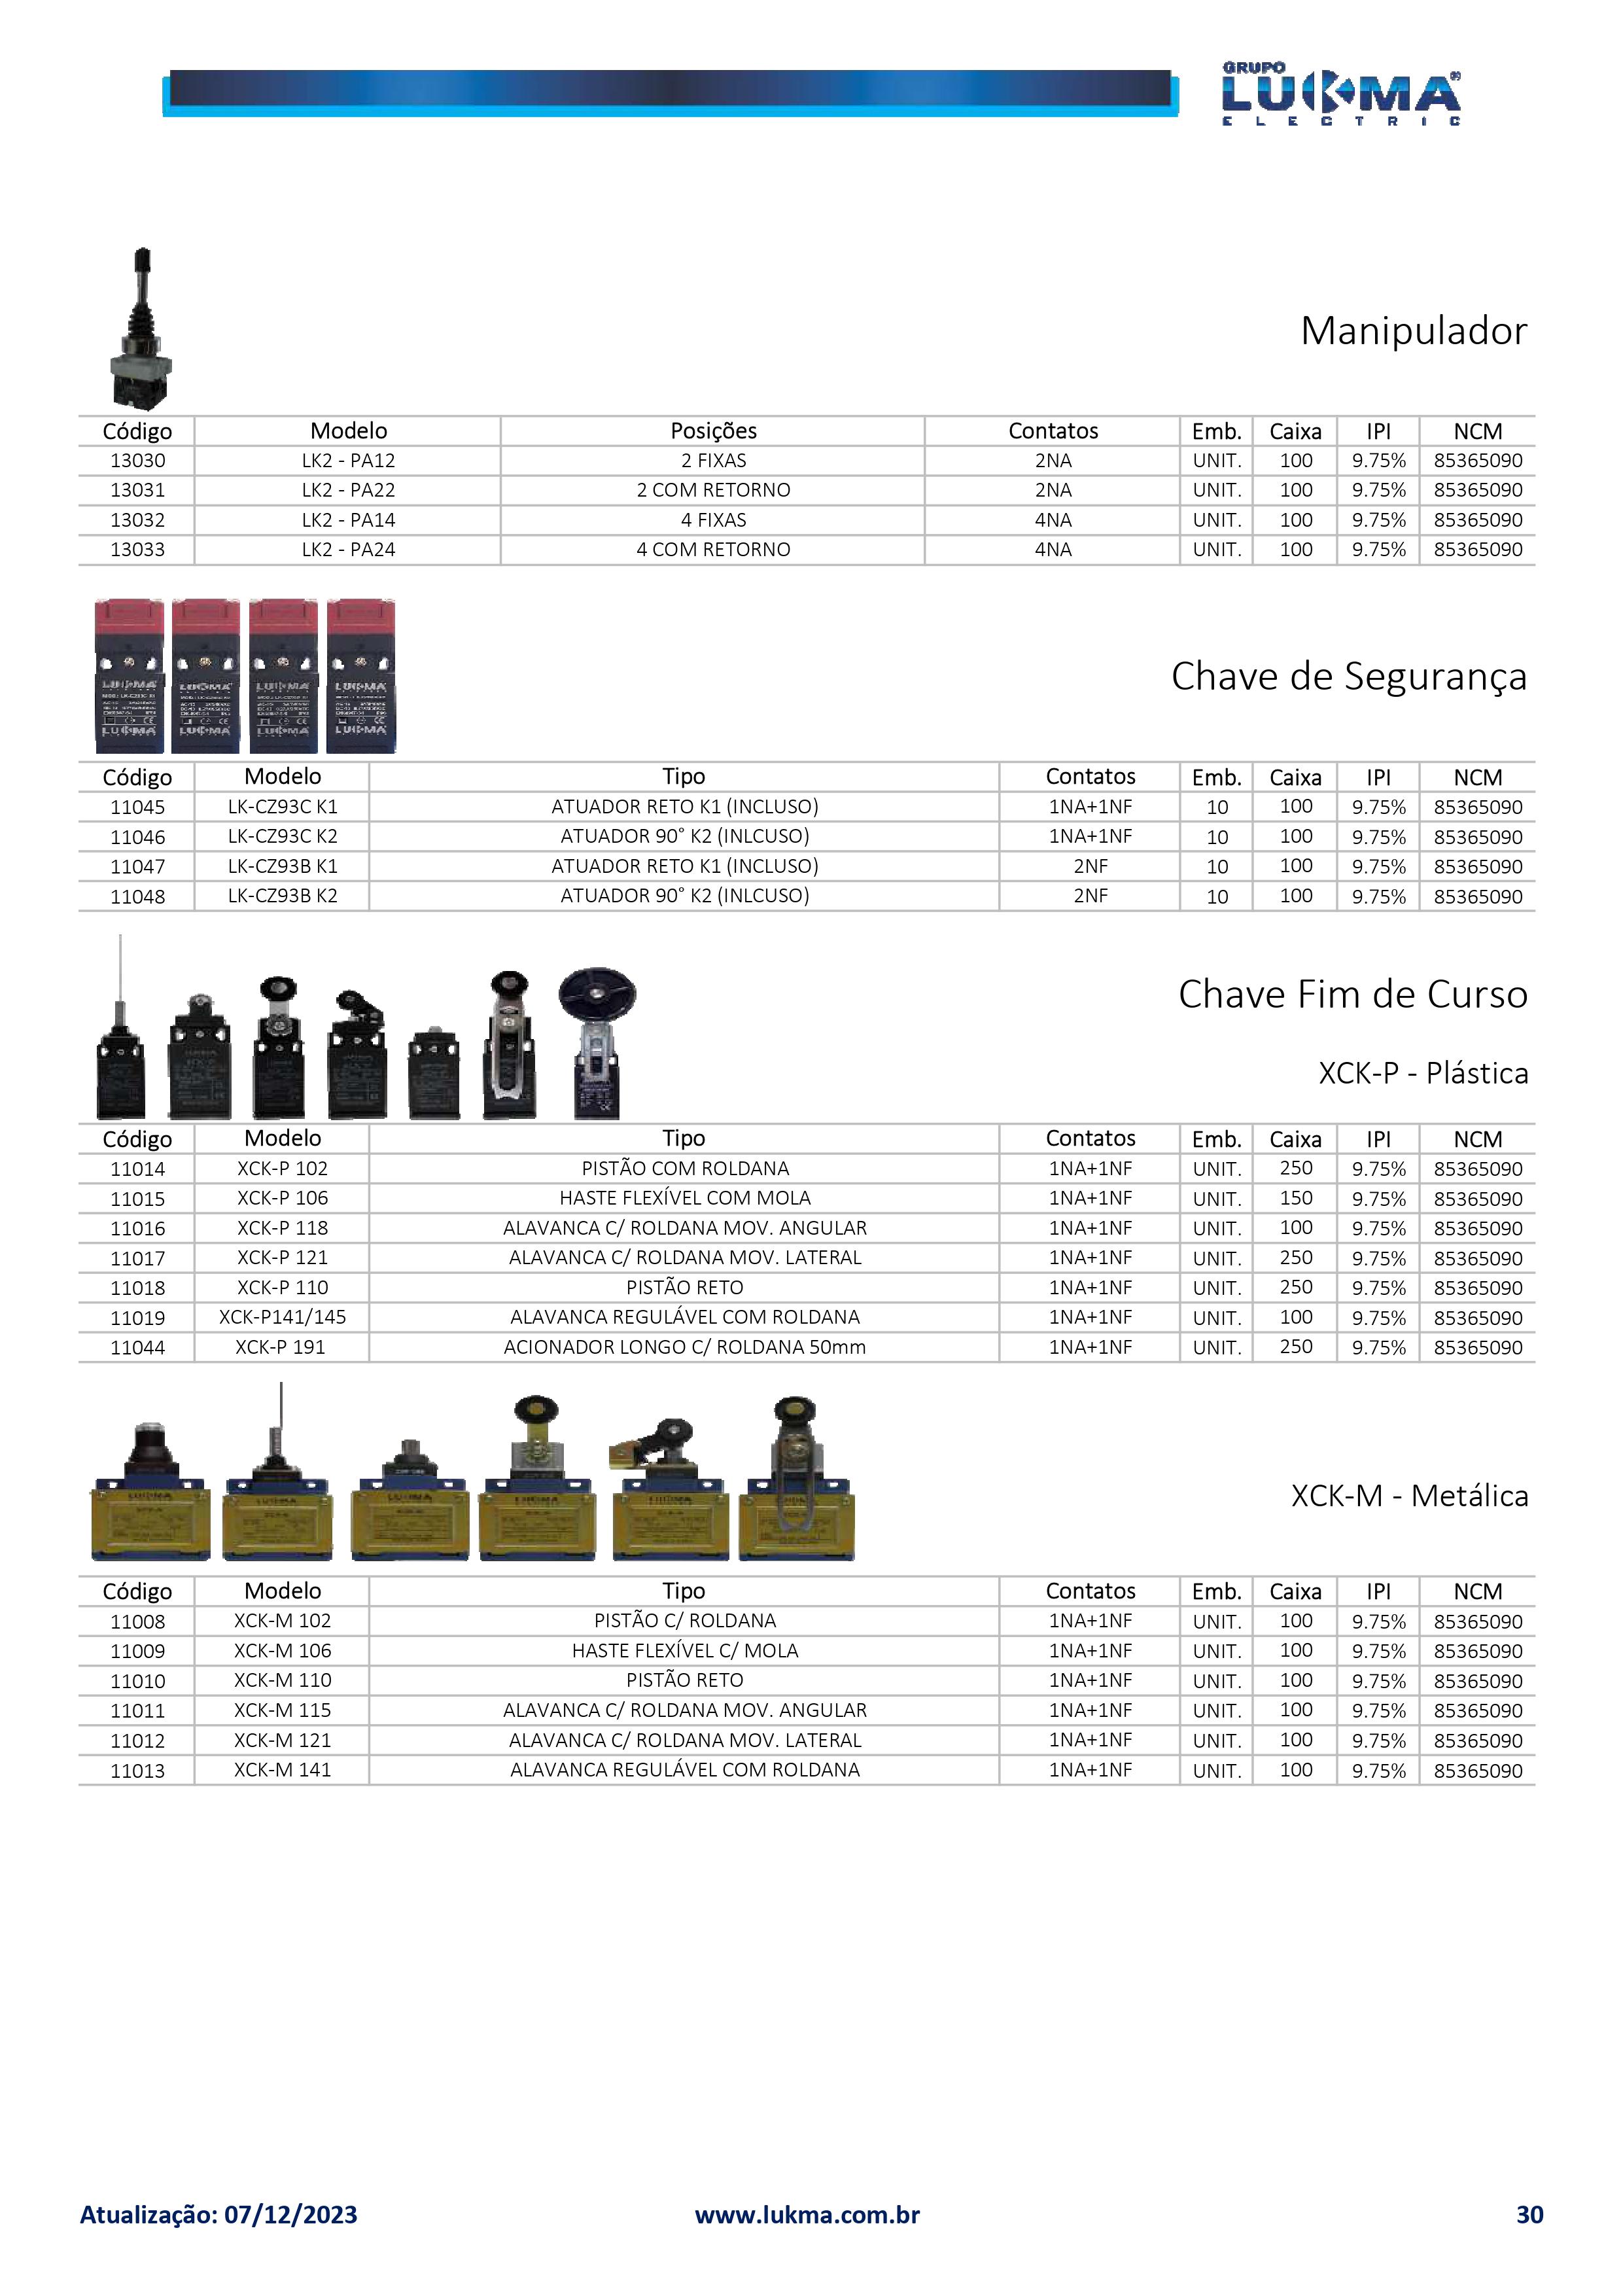 GRUPO
LUKMA®
ELECTRIC
Manipulador
Código Modelo Posições Contatos Emb. Caixa IPI NCM
13030 LK2 - PA12 2 FIXAS 2NA UNIT. 100 9.75% 85365090
13031 LK2 - PA22 2 COM RETORNO 2NA UNIT. 100 9.75% 85365090
13032 LK2 - PA14 4 FIXAS 4NA UNIT. 100 9.75% 85365090
13033 LK2 - PA24 4 COM RETORNO 4NA UNIT. 100 9.75% 85365090
Chave de Segurança
Código Modelo Tipo Contatos Emb. Caixa IPI NCM
11045 LK-CZ93C K1 ATUADOR RETO K1 (INCLUSO) 1NA+1NF 10 100 9.75% 85365090
11046 LK-CZ93C K2 ATUADOR 90° K2 (INLCUSO) 1NA+1NF 10 100 9.75% 85365090
11047 LK-CZ93B K1 ATUADOR RETO K1 (INCLUSO) 2NF 10 100 9.75% 85365090
11048 LK-CZ93B K2 ATUADOR 90° K2 (INLCUSO) 2NF 10 100 9.75% 85365090
Chave Fim de Curso
XCK-P - Plástica
Código Modelo Tipo Contatos Emb. Caixa IPI NCM
11014 XCK-P 102 PISTÃO COM ROLDANA 1NA+1NF UNIT. 250 9.75% 85365090
11015 XCK-P 106 HASTE FLEXÍVEL COM MOLA 1NA+1NF UNIT. 150 9.75% 85365090
11016 XCK-P 118 ALAVANCA C/ ROLDANA MOV. ANGULAR 1NA+1NF UNIT. 100 9.75% 85365090
11017 XCK-P 121 ALAVANCA C/ ROLDANA MOV. LATERAL 1NA+1NF UNIT. 250 9.75% 85365090
11018 XCK-P 110 PISTÃO RETO 1NA+1NF UNIT. 250 9.75% 85365090
11019 XCK-P141/145 ALAVANCA REGULÁVEL COM ROLDANA 1NA+1NF UNIT. 100 9.75% 85365090
11044 XCK-P 191 ACIONADOR LONGO C/ ROLDANA 50mm 1NA+1NF UNIT. 250 9.75% 85365090
XCK-M - Metálica
Código Modelo Tipo Contatos Emb. Caixa IPI NCM
11008 XCK-M 102 PISTÃO C/ ROLDANA 1NA+1NF UNIT. 100 9.75% 85365090
11009 XCK-M 106 HASTE FLEXÍVEL C/ MOLA 1NA+1NF UNIT. 100 9.75% 85365090
11010 XCK-M 110 PISTÃO RETO 1NA+1NF UNIT. 100 9.75% 85365090
11011 XCK-M 115 ALAVANCA C/ ROLDANA MOV. ANGULAR 1NA+1NF UNIT. 100 9.75% 85365090
11012 XCK-M 121 ALAVANCA C/ ROLDANA MOV. LATERAL 1NA+1NF UNIT. 100 9.75% 85365090
11013 XCK-M 141 ALAVANCA REGULÁVEL COM ROLDANA 1NA+1NF UNIT. 100 9.75% 85365090
Atualização: 07/12/2023 www.lukma.com.br 30